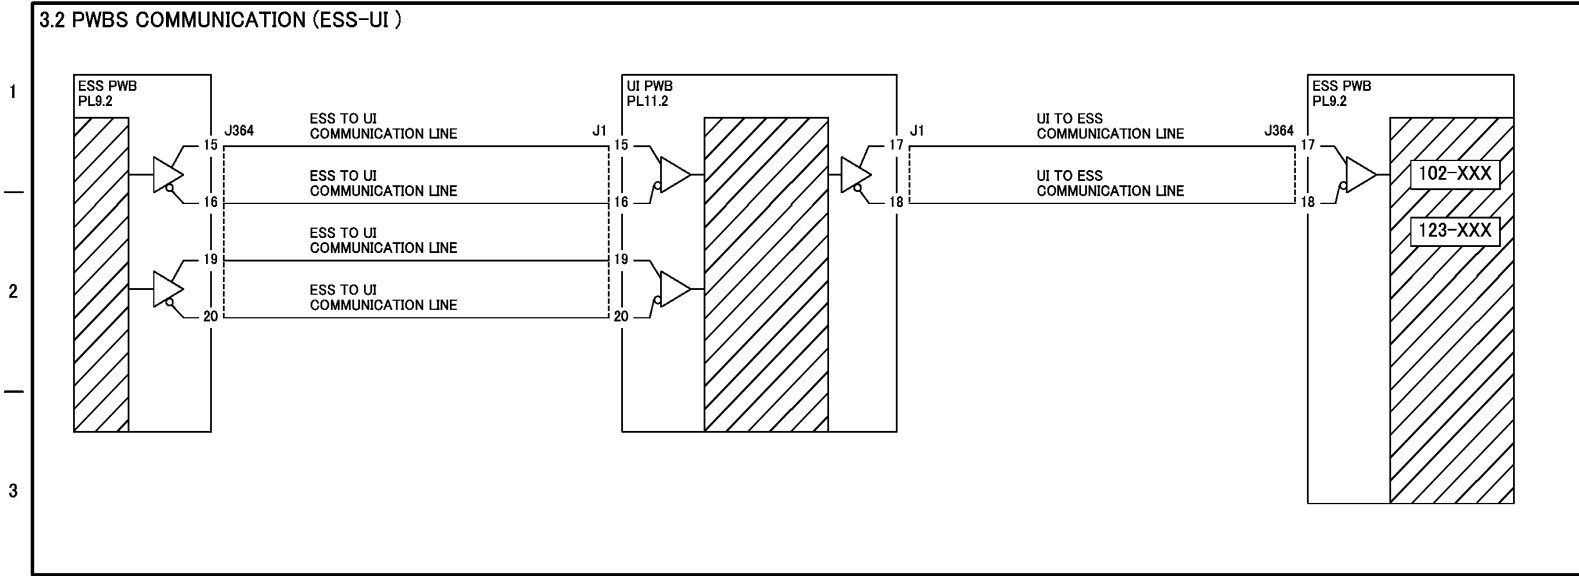 3.2 PWBS COMMUNICATION (ESS-UI )
1
2
3
ESS PWB
PL9.2
J364
15
16
19
20
ESS TO UI
COMMUNICATION LINE
ESS TO UI
COMMUNICATION LINE
ESS TO UI
COMMUNICATION LINE
ESS TO UI
COMMUNICATION LINE
J1
15
16
19
20
UI PWB
PL11.2
J1
17
18
UI TO ESS
COMMUNICATION LINE
UI TO ESS
COMMUNICATION LINE
J364
17
18
ESS PWB
PL9.2
102-XXX
123-XXX